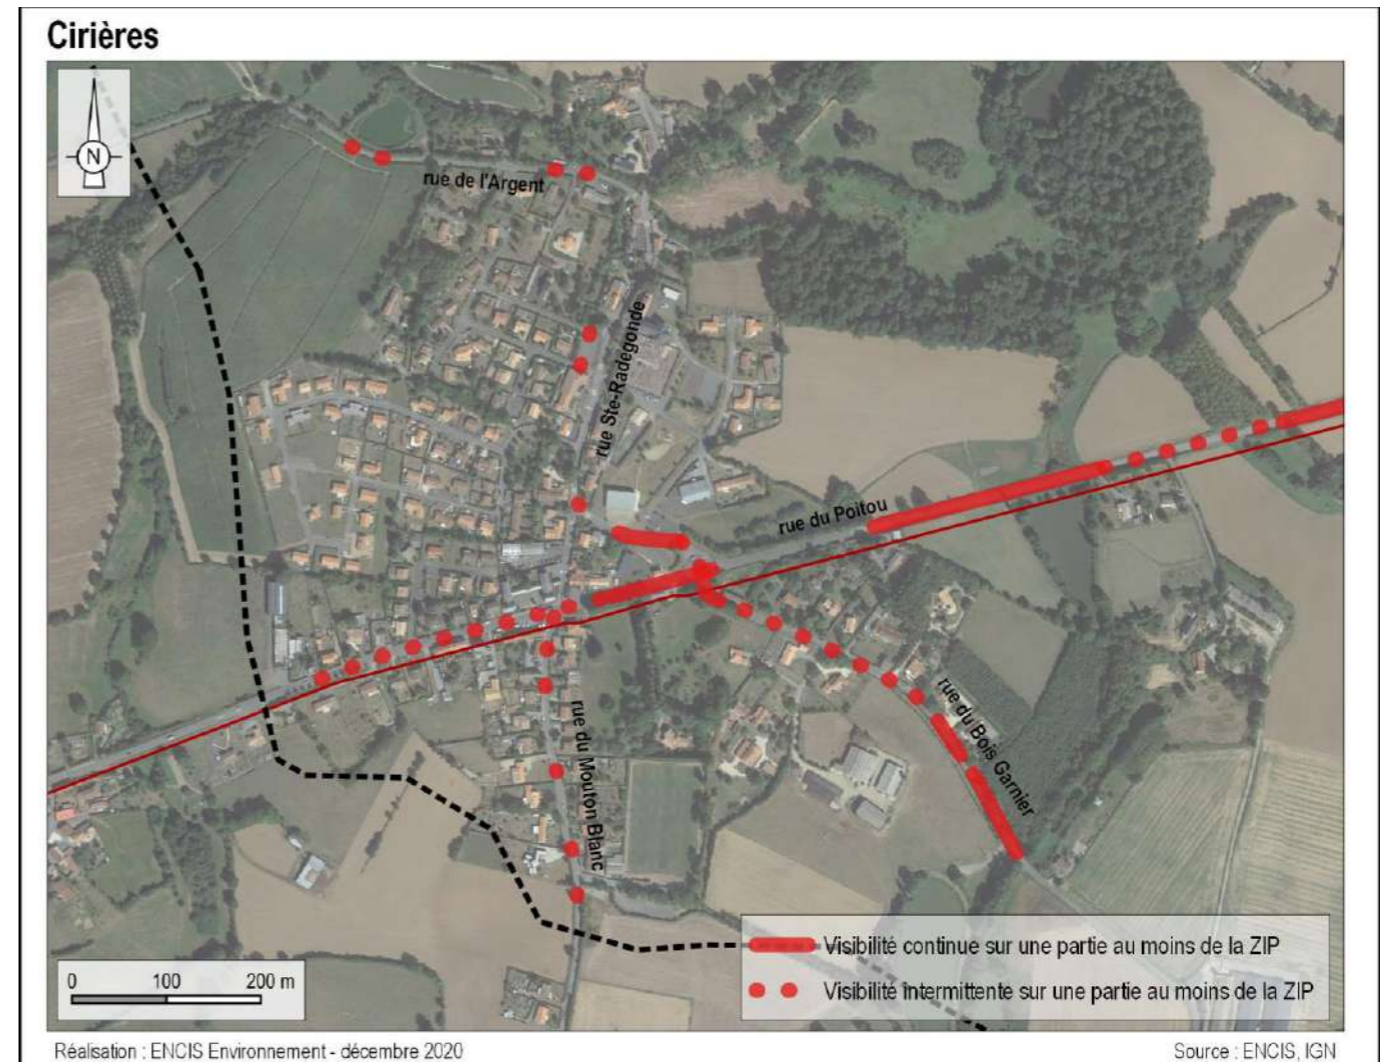 Cirières
N
rue de l'Argent
rue Ste-Radegonde
rue du Poitou
rue du Bois Garnier
rue du Mouton Blanc
Visibilité continue sur une partie au moins de la ZIP
Visibilité intermittente sur une partie au moins de la ZIP
0 100 200 m
Réalisation : ENCIS Environnement - décembre 2020
Source : ENCIS, IGN